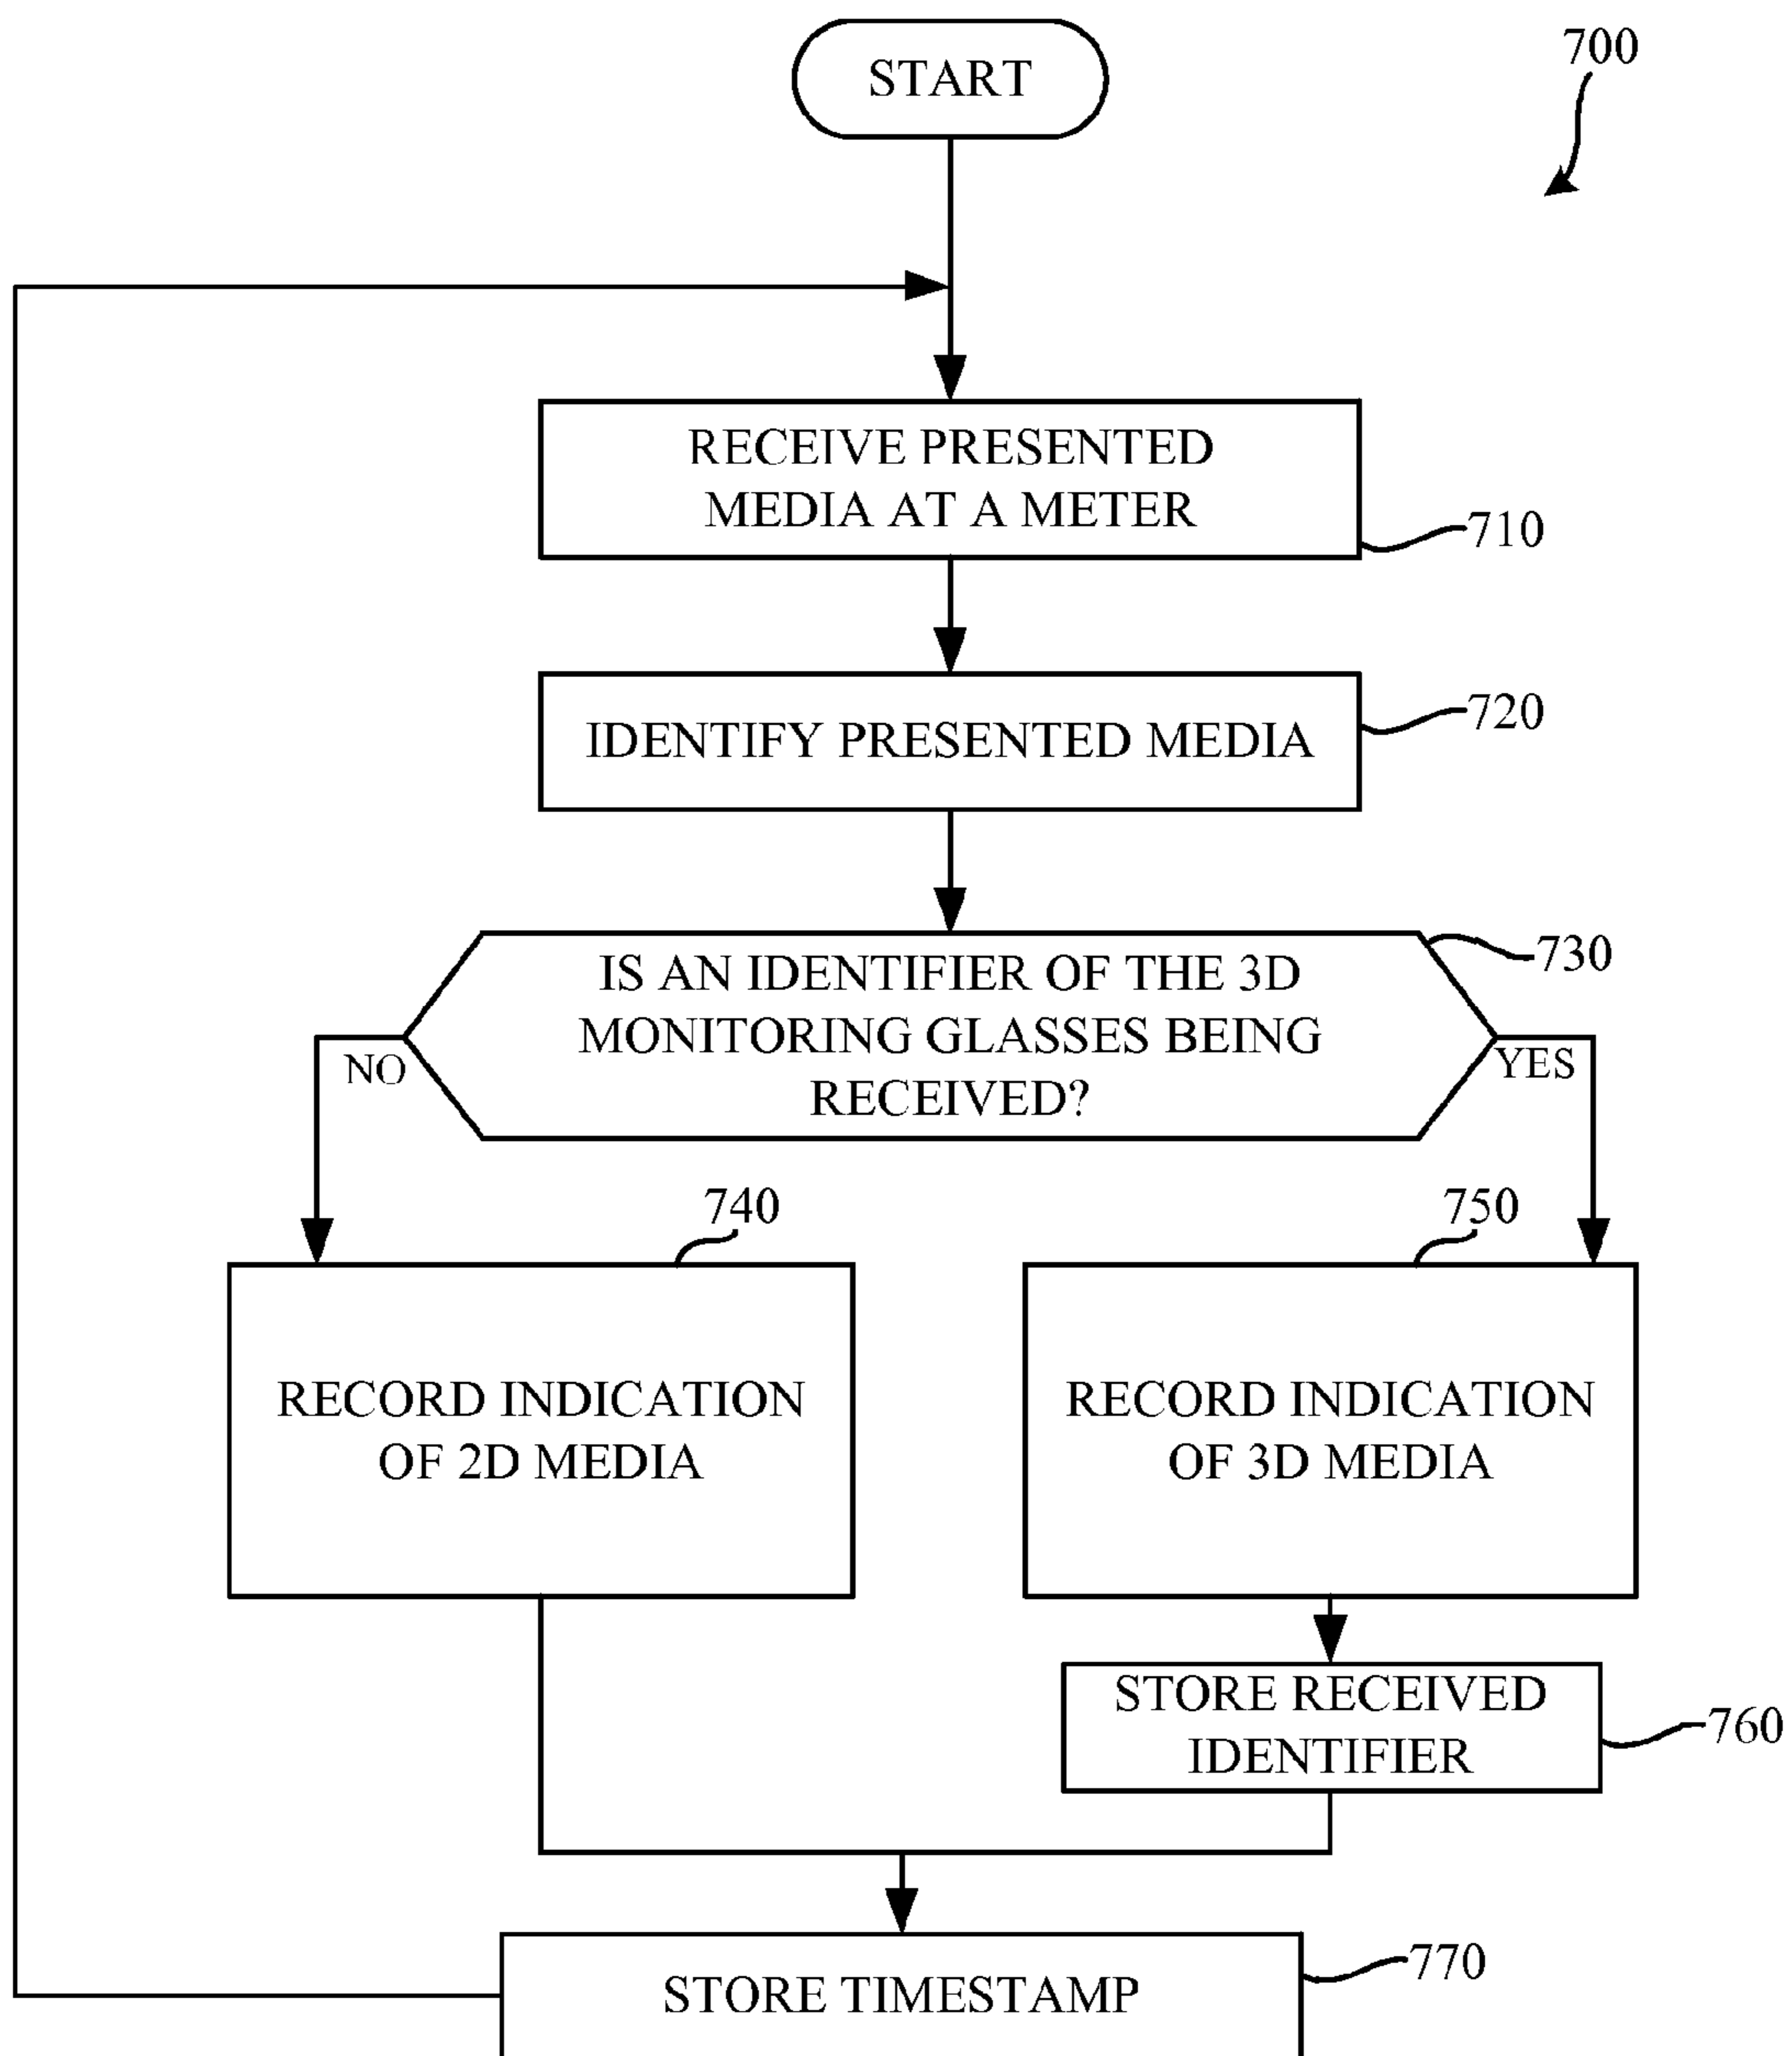 START
700
RECEIVE PRESENTED
MEDIA AT A METER
710
IDENTIFY PRESENTED MEDIA
720
IS AN IDENTIFIER OF THE 3D
MONITORING GLASSES BEING
RECEIVED?
730
NO
YES
740
750
RECORD INDICATION
OF 2D MEDIA
RECORD INDICATION
OF 3D MEDIA
STORE RECEIVED
IDENTIFIER
760
STORE TIMESTAMP
770